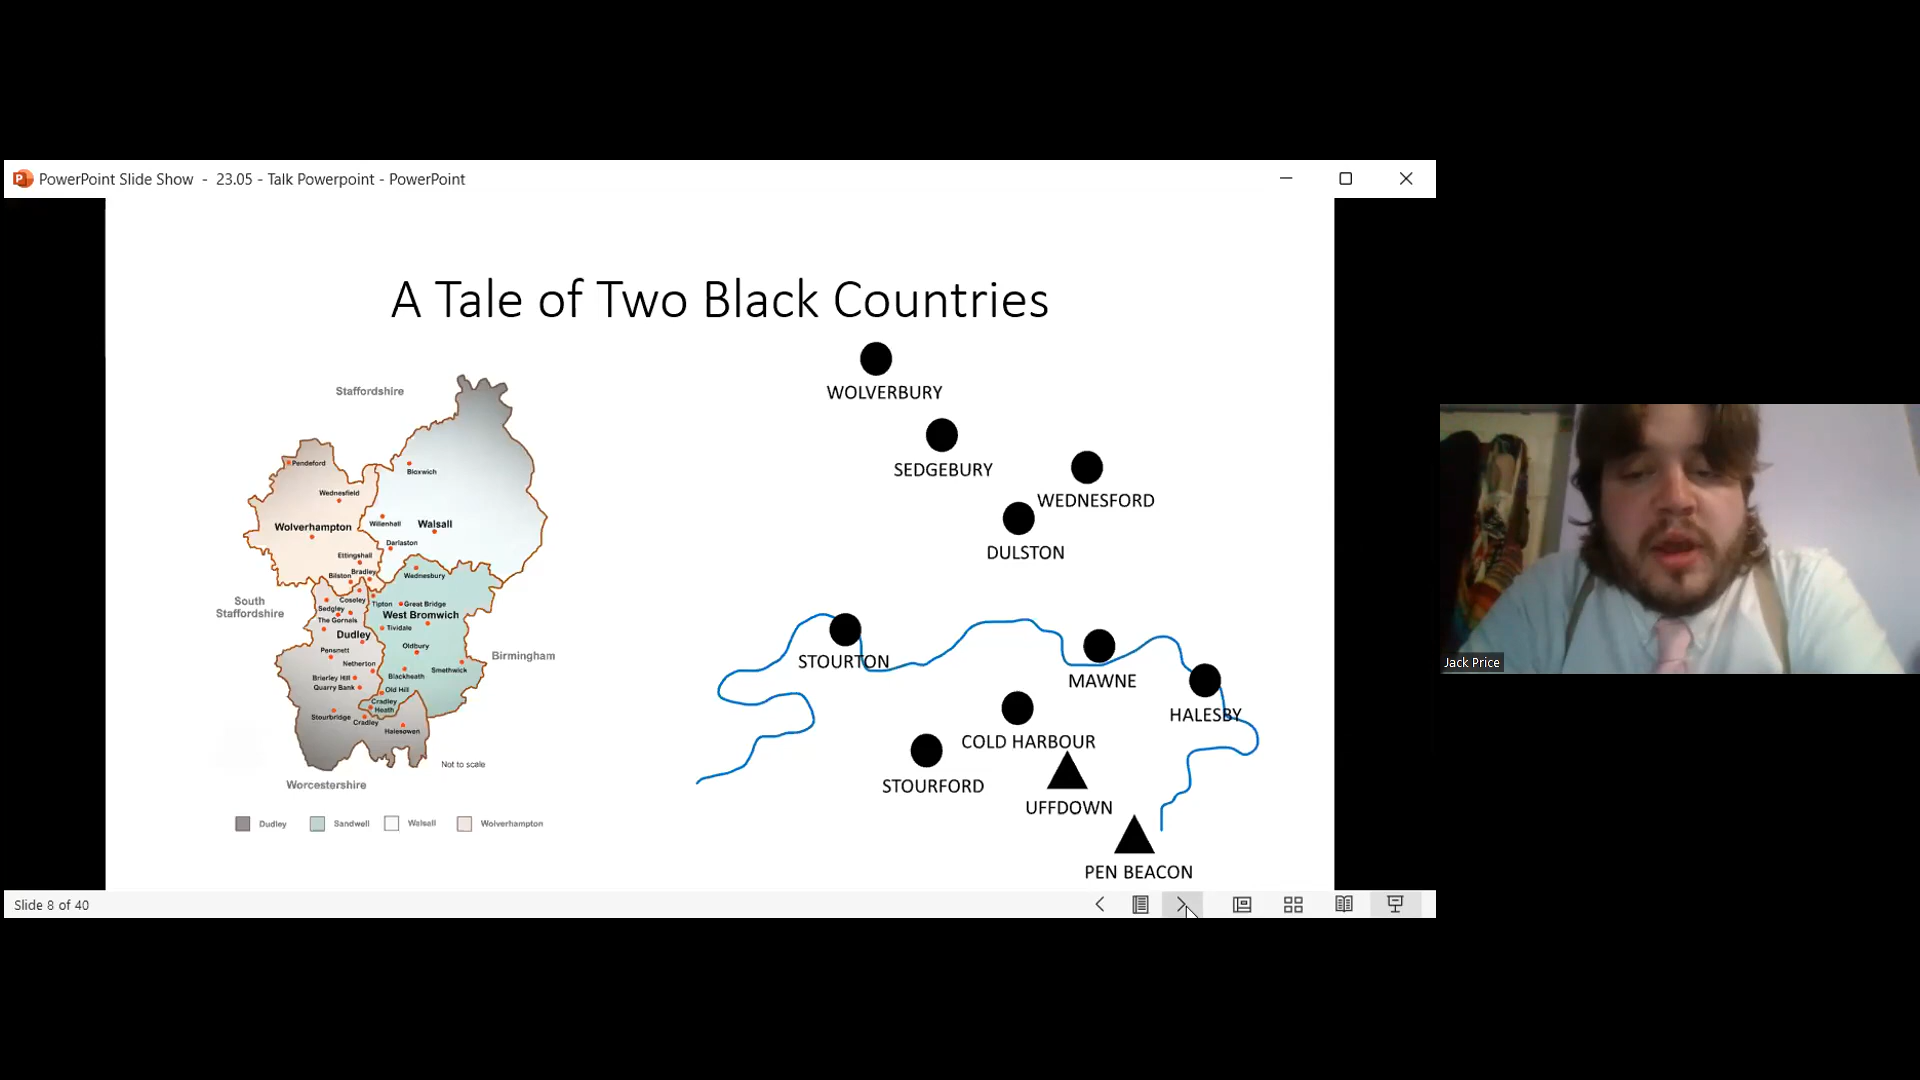 PowerPoint Slide Show - 23.05 - Talk Powerpoint - PowerPoint
A Tale of Two Black Countries
Staffordshire
Pendeford
Bloxwich
Wednesfield
Wolverhampton
Willenhall
Walsall
Darlaston
Ettingshall
Bradley
Bilston
Wednesbury
South
Staffordshire
Coseley
Tipton
Great Bridge
Sedgley
West Bromwich
The Gornals
Tividale
Dudley
Oldbury
Pensnett
Birmingham
Netherton
Smethwick
Brierley Hill
Blackheath
Quarry Bank
Old Hill
Cradley
Heath
Stourbridge
Cradley
Halesowen
Not to scale
Worcestershire
Dudley
Sandwell
Walsall
Wolverhampton
WOLVERBURY
SEDGEBURY
WEDNESFORD
DULSTON
STOURTON
MAWNE
HALESBY
COLD HARBOUR
STOURFORD
UFFDOWN
PEN BEACON
Jack Price
Slide 8 of 40